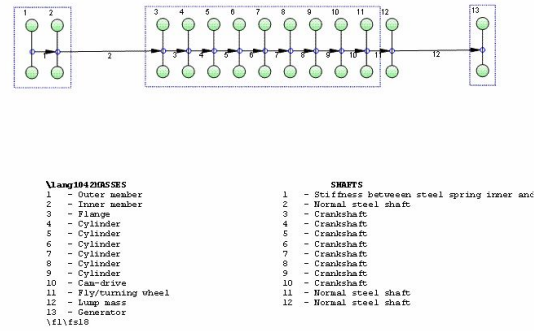 1 2 3 4 5 6 7 8 9 10 11 12 13
1 2 3 4 5 6 7 8 9 10 11 12
\lang1042MASSES
1 - Outer member
2 - Inner member
3 - Flange
4 - Cylinder
5 - Cylinder
6 - Cylinder
7 - Cylinder
8 - Cylinder
9 - Cylinder
10 - Cam-drive
11 - Fly/turning wheel
12 - Lump mass
13 - Generator
\f1\fs18
SHAFTS
1 - Stiffness between steel spring inner and
2 - Normal steel shaft
3 - Crankshaft
4 - Crankshaft
5 - Crankshaft
6 - Crankshaft
7 - Crankshaft
8 - Crankshaft
9 - Crankshaft
10 - Crankshaft
11 - Normal steel shaft
12 - Normal steel shaft